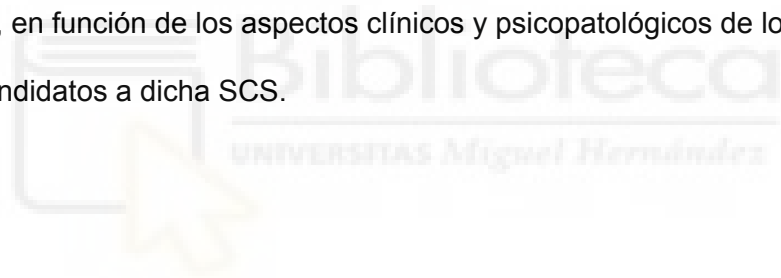 , en función de los aspectos clínicos y psicopatológicos de lo
ndidatos a dicha SCS.
Biblioteca
UNIVERSITAS Miguel Hernández